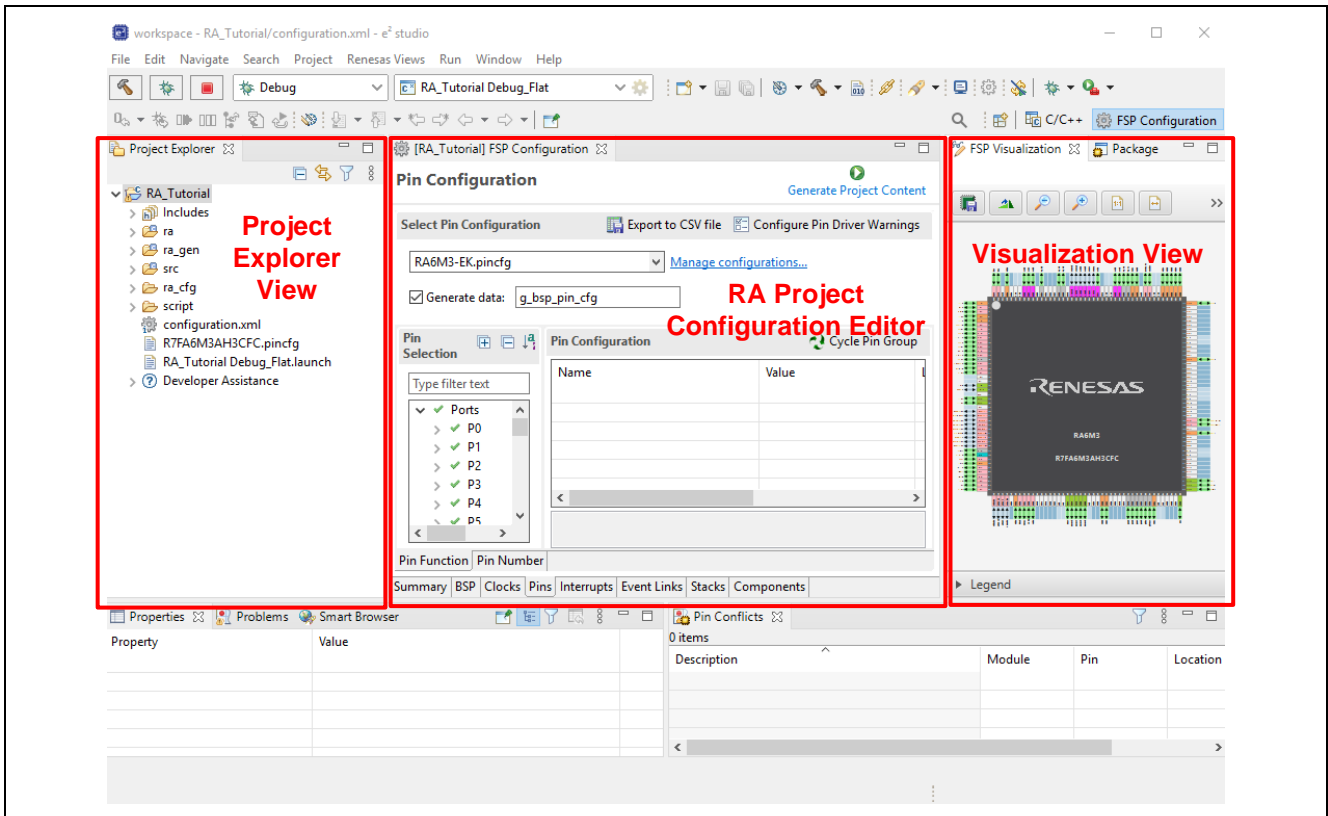 workspace - RA_Tutorial/configuration.xml - e² studio
File Edit Navigate Search Project Renesas Views Run Window Help
Debug
RA_Tutorial Debug_Flat
C/C++
FSP Configuration
Project Explorer
RA_Tutorial
Includes
ra
ra_gen
src
ra_cfg
script
configuration.xml
R7FA6M3AH3CFC.pincfg
RA_Tutorial Debug_Flat.launch
Developer Assistance
Project
Explorer
View
[RA_Tutorial] FSP Configuration
Pin Configuration
Generate Project Content
Select Pin Configuration
Export to CSV file
Configure Pin Driver Warnings
RA6M3-EK.pincfg
Manage configurations...
Generate data: g_bsp_pin_cfg
RA Project
Configuration Editor
Pin
Selection
Pin Configuration
Cycle Pin Group
Type filter text
Name Value L
Ports
P0
P1
P2
P3
P4
P5
Pin Function Pin Number
Summary BSP Clocks Pins Interrupts Event Links Stacks Components
FSP Visualization
Package
Visualization View
RENESAS
RA6M3
R7FA6M3AH3CFC
Legend
Properties Problems Smart Browser
Property Value
Pin Conflicts
0 items
Description Module Pin Location